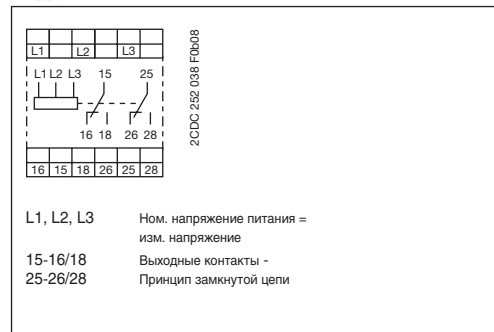 L1 L2 L3
L1 L2 L3 15 25
16 18 26 28
16 15 18 26 25 28
2CDC 252 038 F0b08
L1, L2, L3 Ном. напряжение питания =
изм. напряжение
15-16/18 Выходные контакты -
25-26/28 Принцип замкнутой цепи